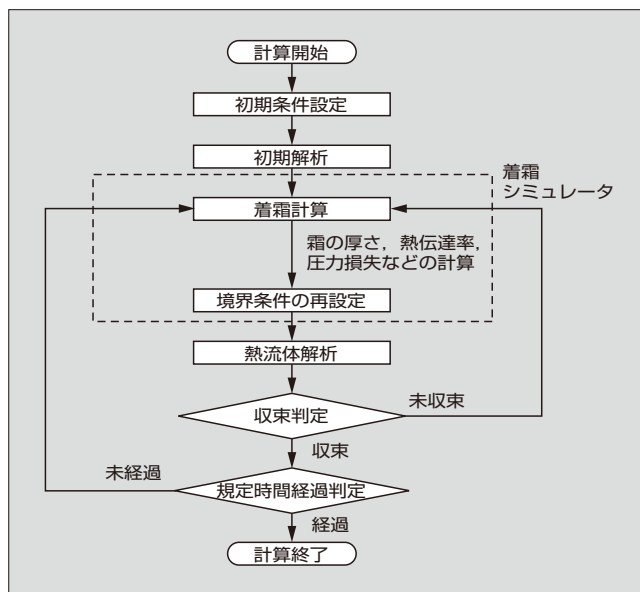 計算開始
初期条件設定
初期解析
着霜
シミュレータ
着霜計算
霜の厚さ，熱伝達率，
圧力損失などの計算
境界条件の再設定
熱流体解析
収束判定
未収束
収束
未経過
規定時間経過判定
経過
計算終了